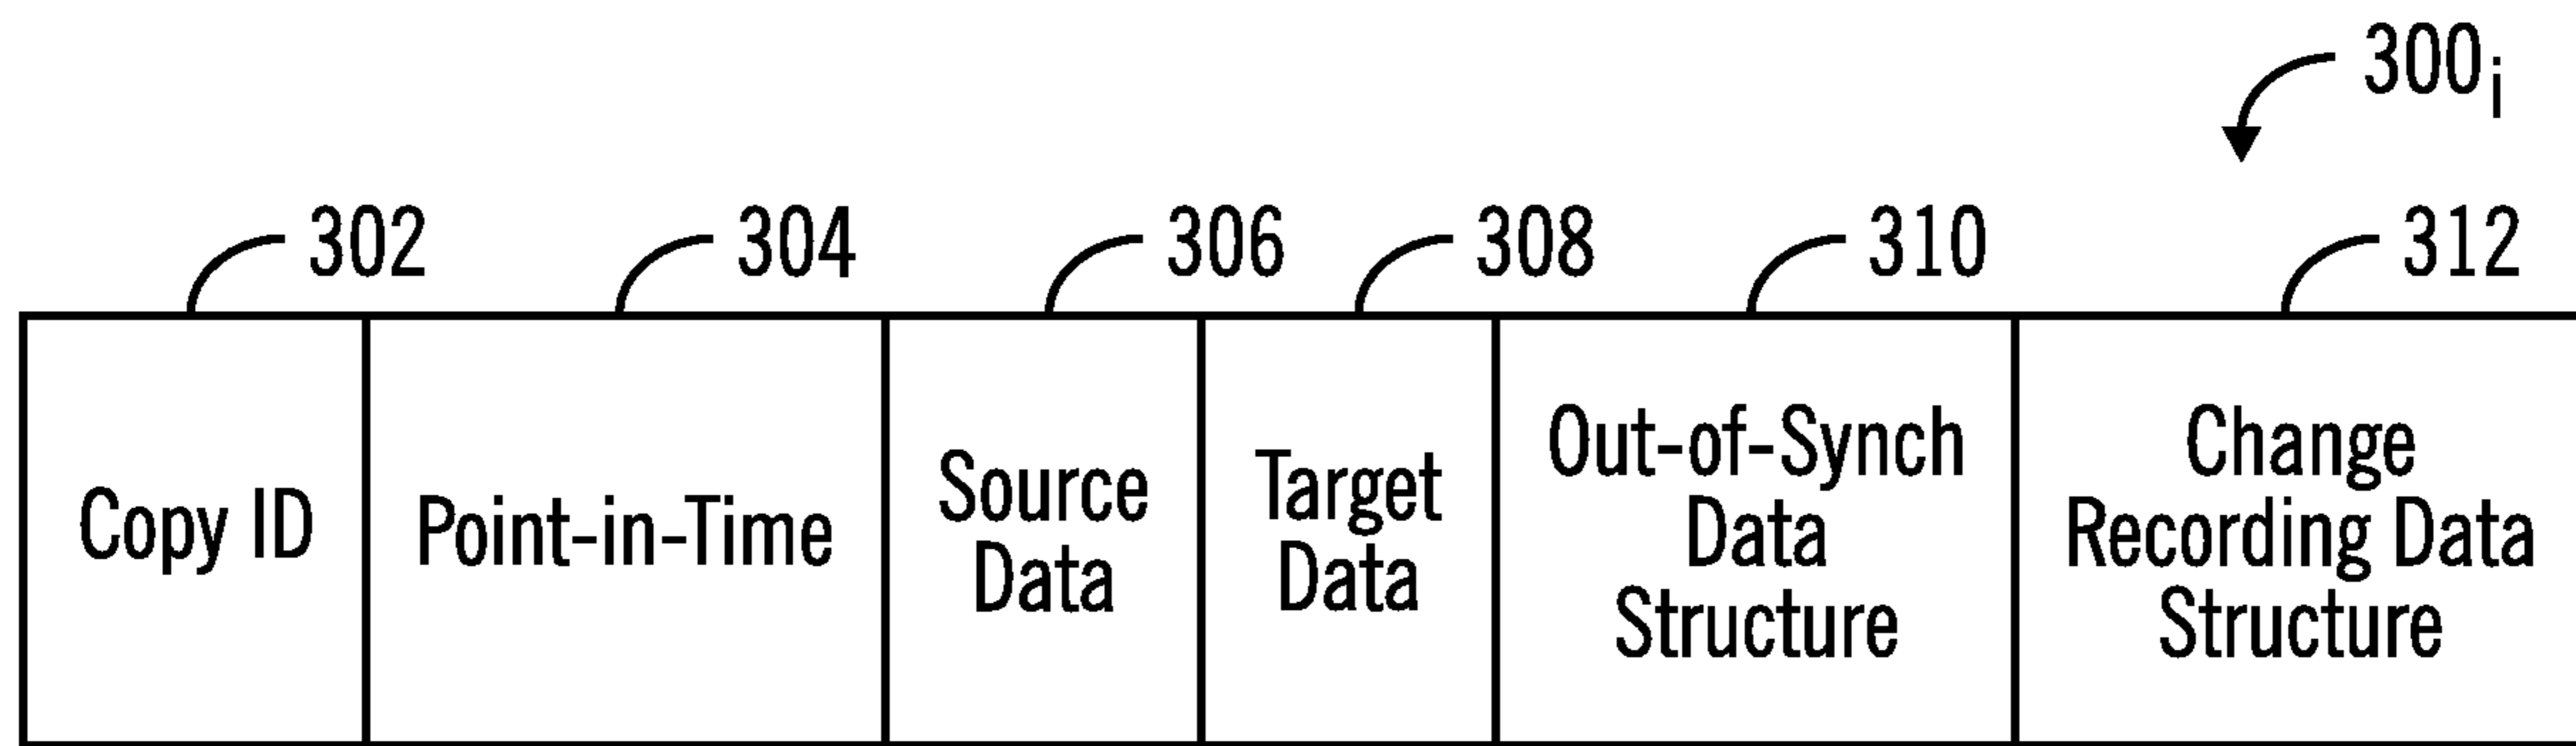 300i
302
304
306
308
310
312
Copy ID
Point-in-Time
Source
Data
Target
Data
Out-of-Synch
Data
Structure
Change
Recording Data
Structure